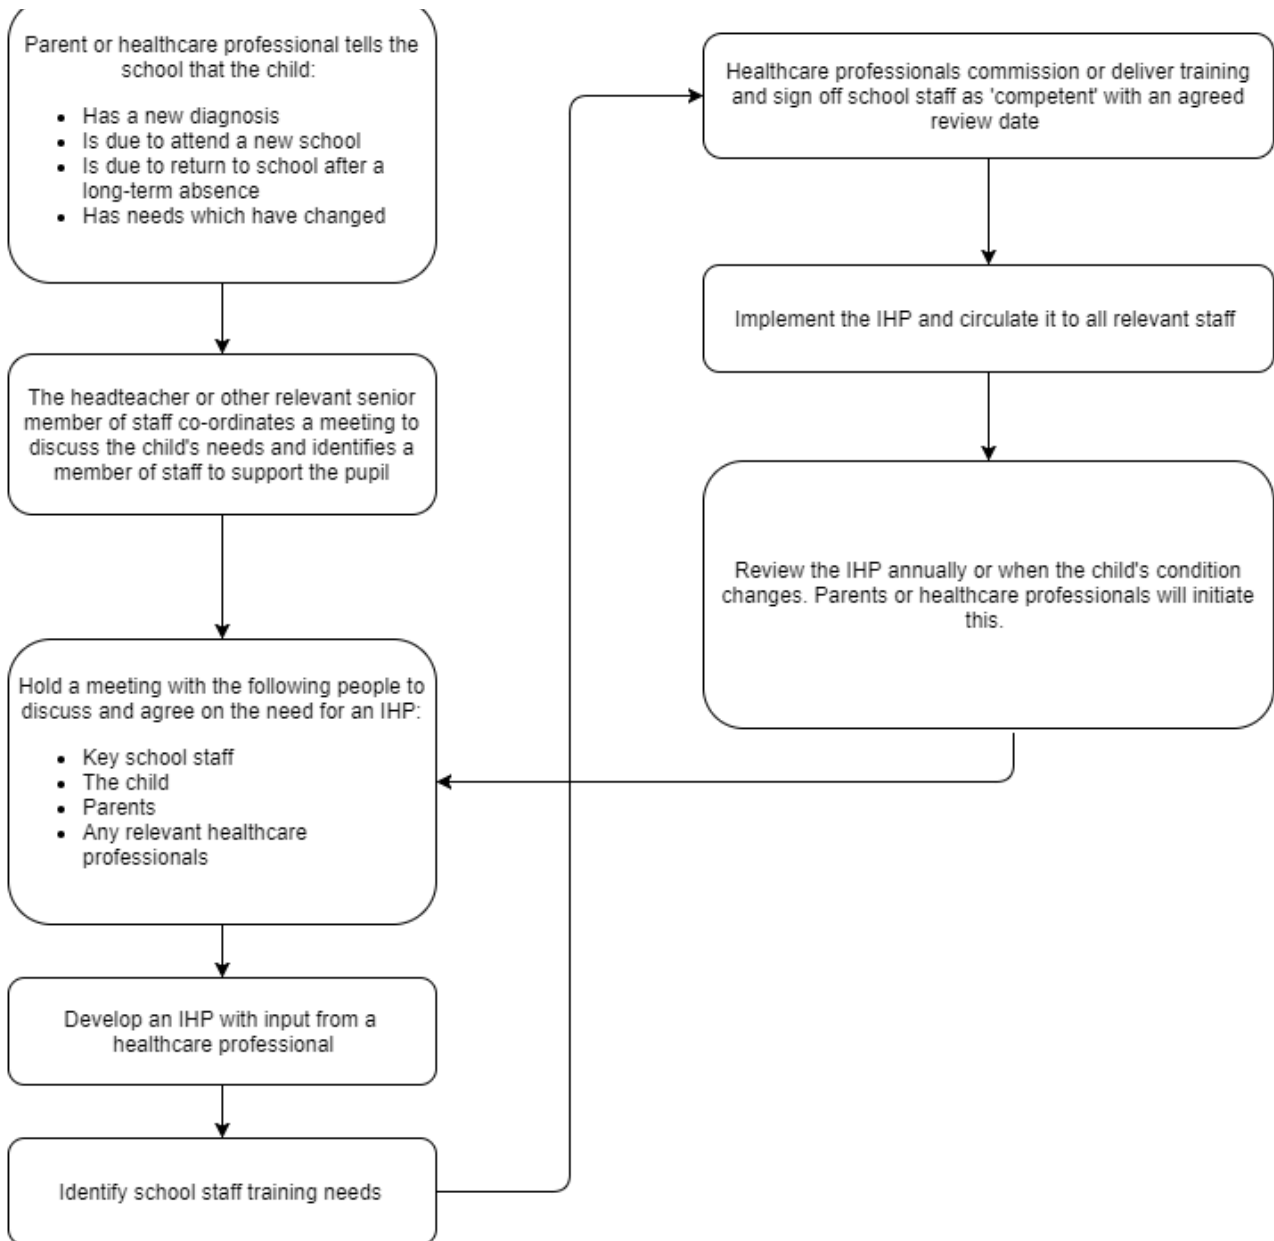 Parent or healthcare professional tells the
school that the child:
• Has a new diagnosis
• Is due to attend a new school
• Is due to return to school after a
long-term absence
• Has needs which have changed
The headteacher or other relevant senior
member of staff co-ordinates a meeting to
discuss the child's needs and identifies a
member of staff to support the pupil
Hold a meeting with the following people to
discuss and agree on the need for an IHP:
• Key school staff
• The child
• Parents
• Any relevant healthcare
professionals
Develop an IHP with input from a
healthcare professional
Identify school staff training needs
Healthcare professionals commission or deliver training
and sign off school staff as 'competent' with an agreed
review date
Implement the IHP and circulate it to all relevant staff
Review the IHP annually or when the child's condition
changes. Parents or healthcare professionals will initiate
this.